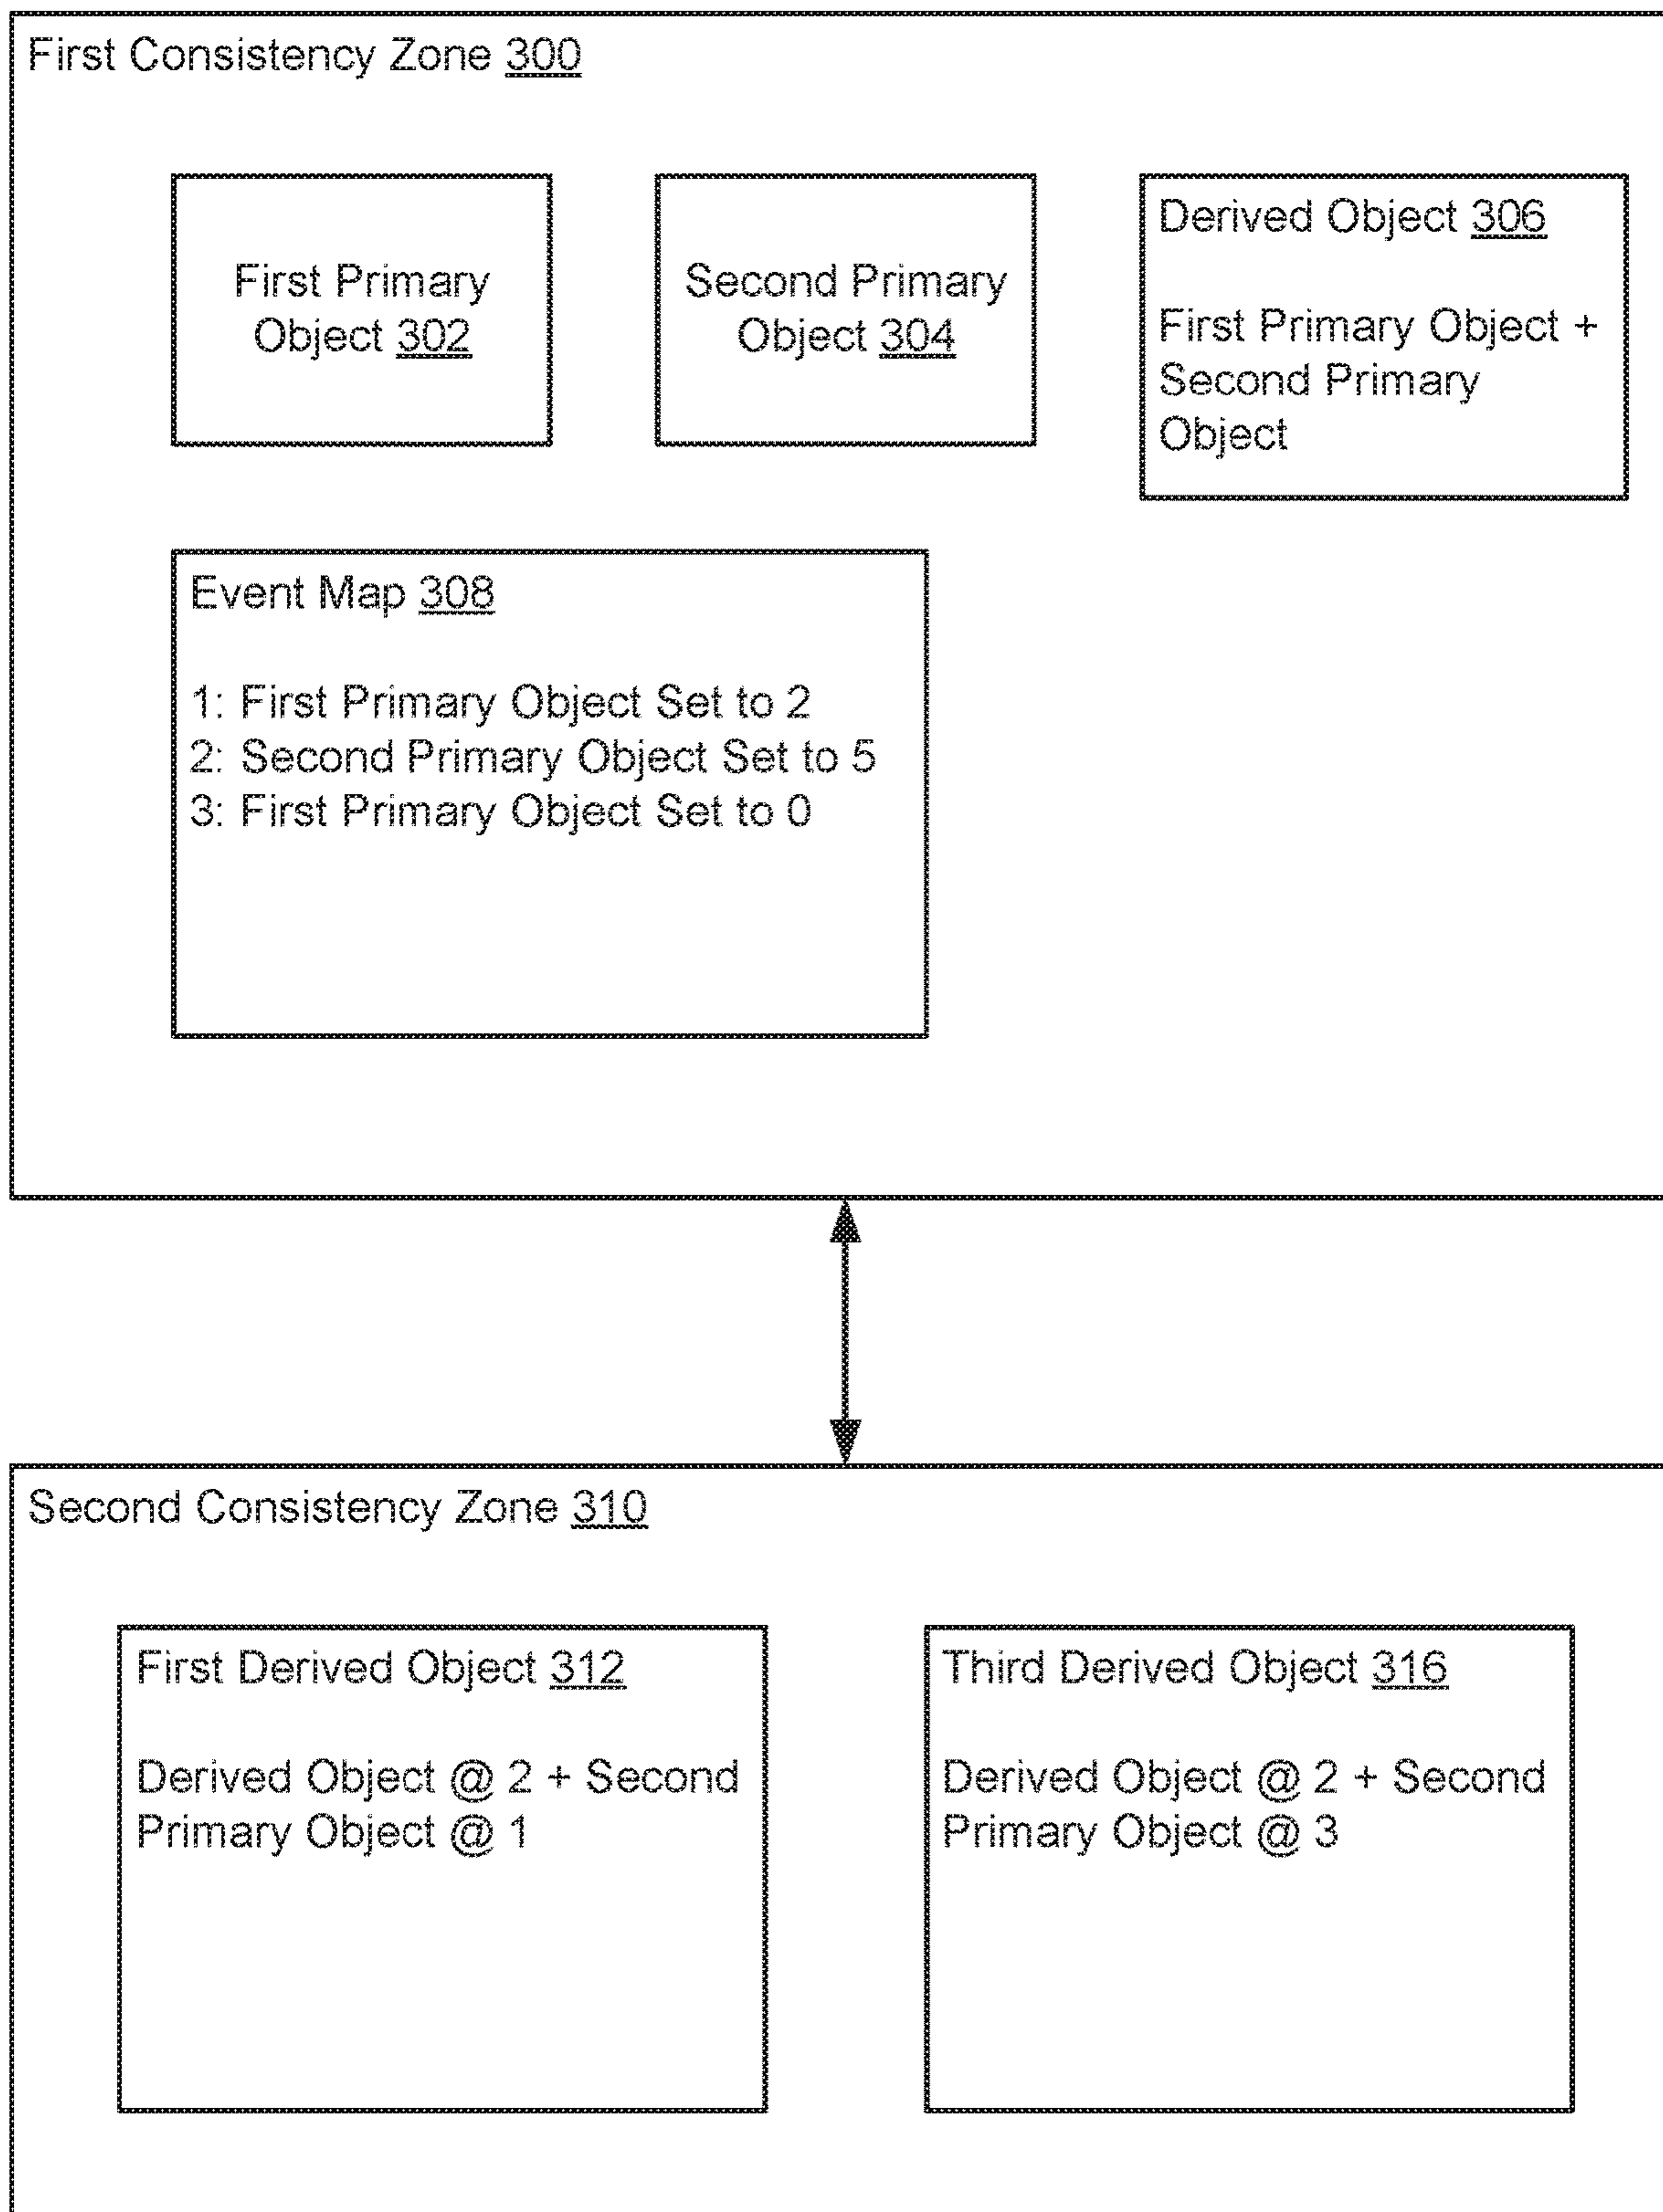 First Consistency Zone 300
First Primary
Object 302
Second Primary
Object 304
Derived Object 306
First Primary Object +
Second Primary
Object
Event Map 308
1: First Primary Object Set to 2
2: Second Primary Object Set to 5
3: First Primary Object Set to 0
Second Consistency Zone 310
First Derived Object 312
Derived Object @ 2 + Second
Primary Object @ 1
Third Derived Object 316
Derived Object @ 2 + Second
Primary Object @ 3